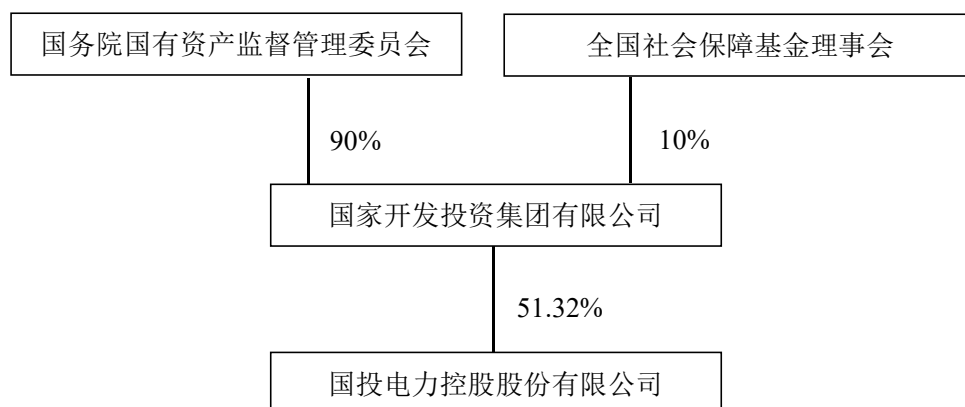 国务院国有资产监督管理委员会
全国社会保障基金理事会
90%
10%
国家开发投资集团有限公司
51.32%
国投电力控股股份有限公司